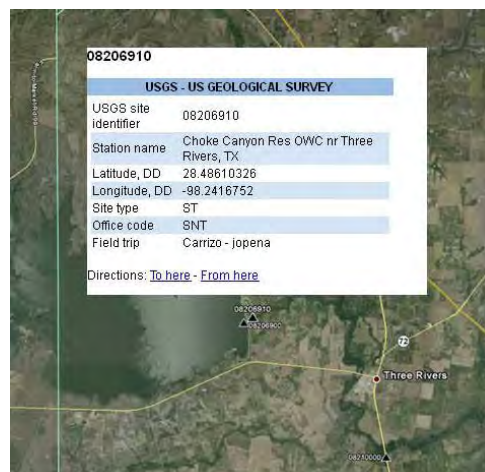 08206910
USGS - US GEOLOGICAL SURVEY
USGS site
identifier
08206910
Station name
Choke Canyon Res OWC nr Three
Rivers, TX
Latitude, DD 28.48610326
Longitude, DD -98.2416752
Site type ST
Office code SNT
Field trip Carrizo - jopena
Directions: To here - From here
08206910
08206900
72
Three Rivers
08210000